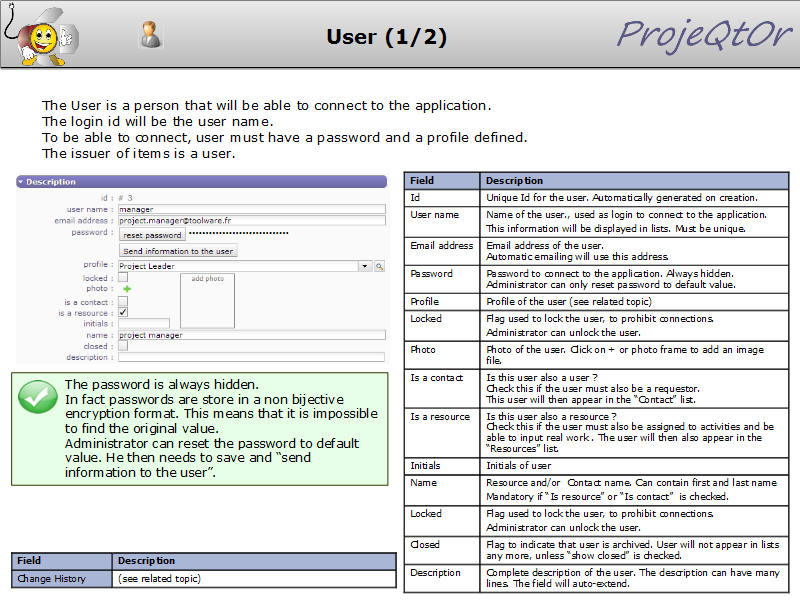 User (1/2)
ProjeQtOr
The User is a person that will be able to connect to the application.
The login id will be the user name.
To be able to connect, user must have a password and a profile defined.
The issuer of items is a user.
Description
id : # 3
user name : manager
email address : project.manager@toolware.fr
password : reset password ••••••••••••••••••••••••••••••
Send information to the user
profile : Project Leader
locked :
photo : add photo
is a contact :
is a resource :
initials :
name : project manager
closed :
description :
The password is always hidden.
In fact passwords are store in a non bijective
encryption format. This means that it is impossible
to find the original value.
Administrator can reset the password to default
value. He then needs to save and “send
information to the user”.
Field Description
Change History (see related topic)
Field Description
Id Unique Id for the user. Automatically generated on creation.
User name Name of the user., used as login to connect to the application.
This information will be displayed in lists. Must be unique.
Email address Email address of the user.
Automatic emailing will use this address.
Password Password to connect to the application. Always hidden.
Administrator can only reset password to default value.
Profile Profile of the user (see related topic)
Locked Flag used to lock the user, to prohibit connections.
Administrator can unlock the user.
Photo Photo of the user. Click on + or photo frame to add an image
file.
Is a contact Is this user also a user ?
Check this if the user must also be a requestor.
This user will then appear in the “Contact” list.
Is a resource Is this user also a resource ?
Check this if the user must also be assigned to activities and be
able to input real work . The user will then also appear in the
“Resources” list.
Initials Initials of user
Name Resource and/or Contact name. Can contain first and last name
Mandatory if “Is resource” or “Is contact” is checked.
Locked Flag used to lock the user, to prohibit connections.
Administrator can unlock the user.
Closed Flag to indicate that user is archived. User will not appear in lists
any more, unless “show closed” is checked.
Description Complete description of the user. The description can have many
lines. The field will auto-extend.